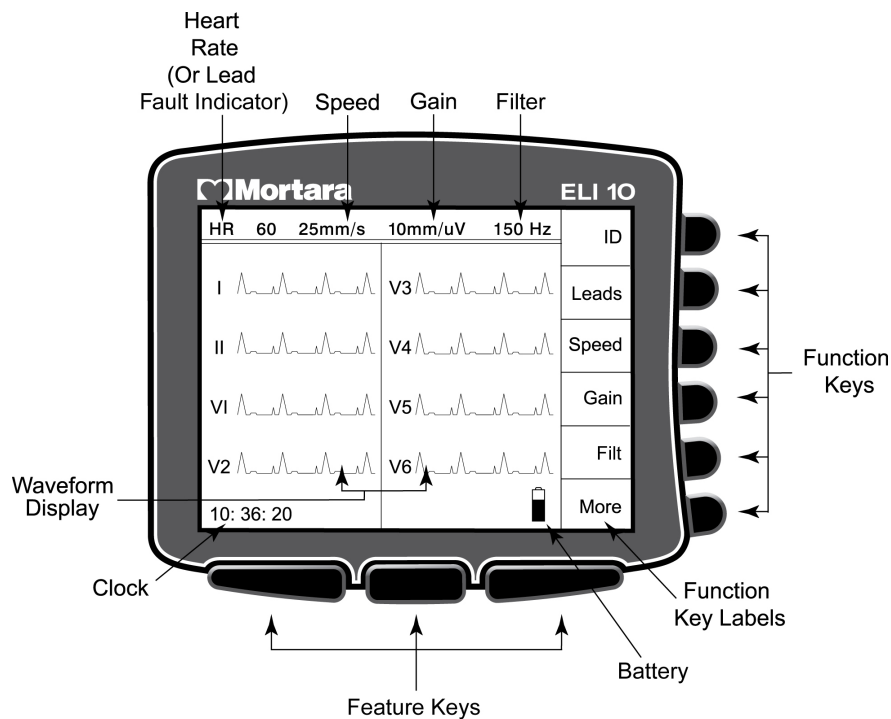 Heart
Rate
(Or Lead
Fault Indicator)
Speed
Gain
Filter
Mortara
ELI 10
HR 60 25mm/s 10mm/uV 150 Hz
ID
I
V3
Leads
II
V4
Speed
VI
V5
Gain
V2
V6
Filt
10: 36: 20
More
Function
Keys
Waveform
Display
Clock
Function
Key Labels
Battery
Feature Keys